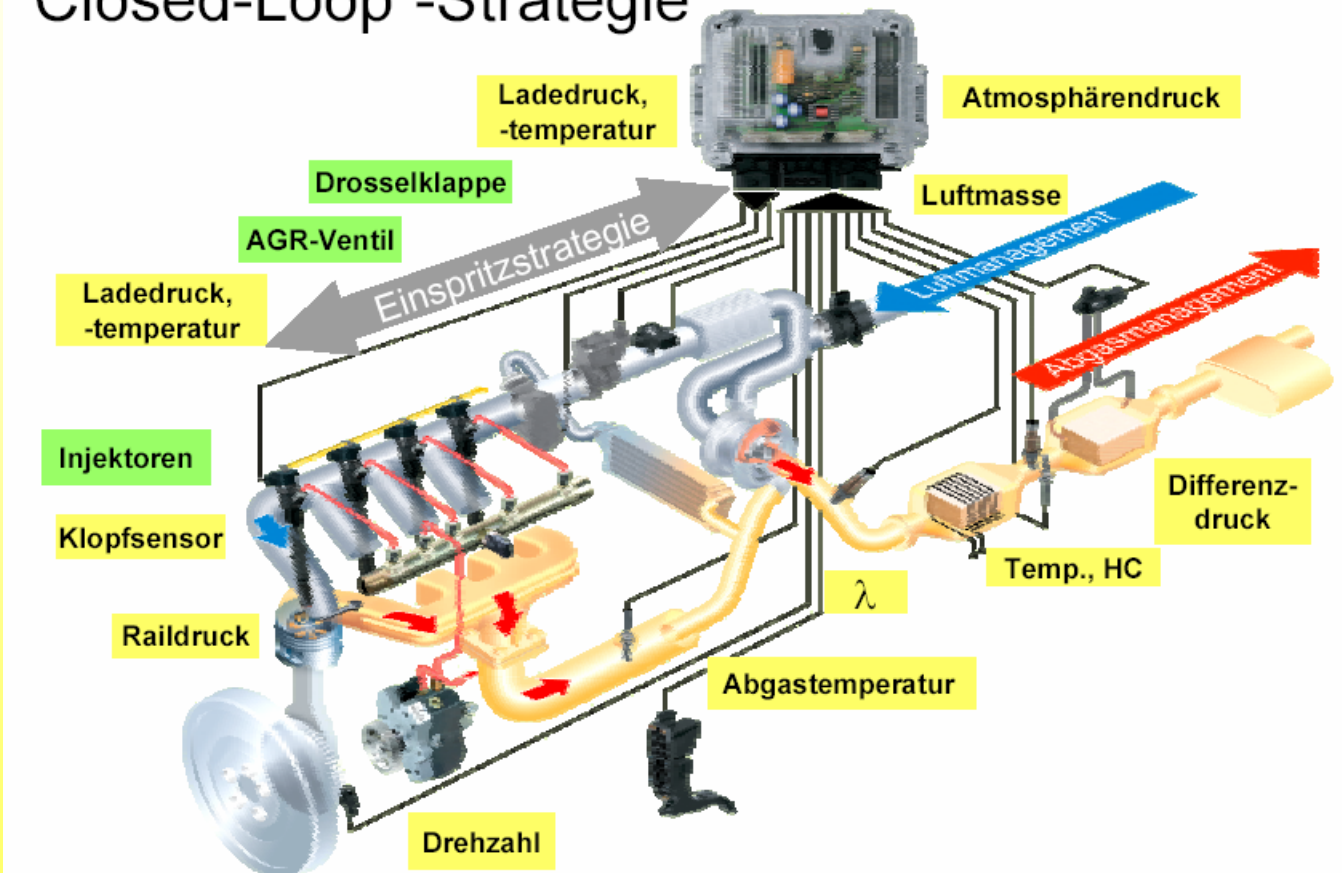 Closed-Loop"-Strategie
Ladedruck,
-temperatur
Atmosphärendruck
Drosselklappe
Luftmasse
AGR-Ventil
Einspritzstrategie
Luftmanagement
Ladedruck,
-temperatur
Abgasmanagement
Injektoren
Klopfsensor
Differenz-
druck
Temp., HC
λ
Raildruck
Abgastemperatur
Drehzahl